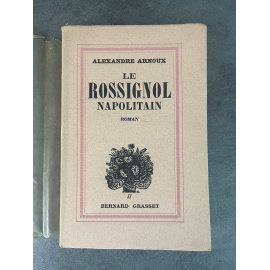 ALEXANDRE ARNOUX
LE
ROSSIGNOL
NAPOLITAIN
ROMAN
II
BERNARD GRASSET